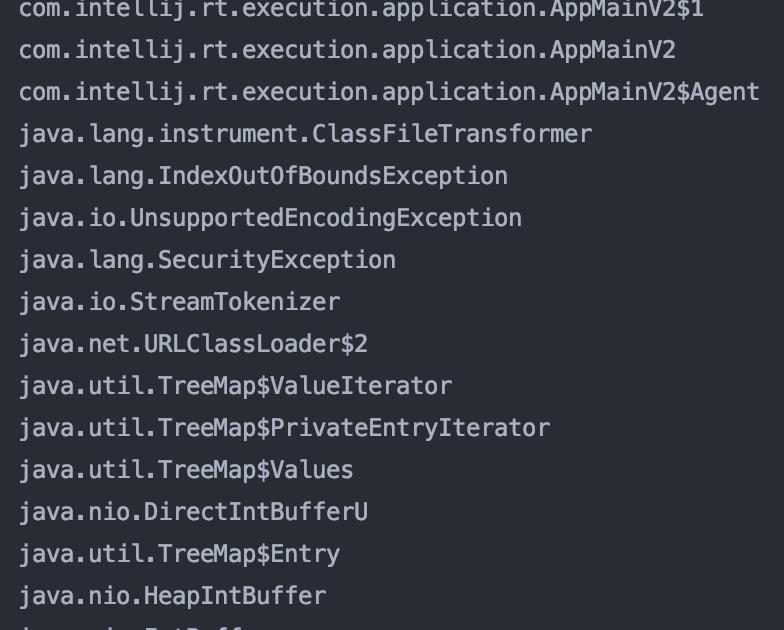 com.intellij.rt.execution.application.AppMainV2$1
com.intellij.rt.execution.application.AppMainV2
com.intellij.rt.execution.application.AppMainV2$Agent
java.lang.instrument.ClassFileTransformer
java.lang.IndexOutOfBoundsException
java.io.UnsupportedEncodingException
java.lang.SecurityException
java.io.StreamTokenizer
java.net.URLClassLoader$2
java.util.TreeMap$ValueIterator
java.util.TreeMap$PrivateEntryIterator
java.util.TreeMap$Values
java.nio.DirectIntBufferU
java.util.TreeMap$Entry
java.nio.HeapIntBuffer